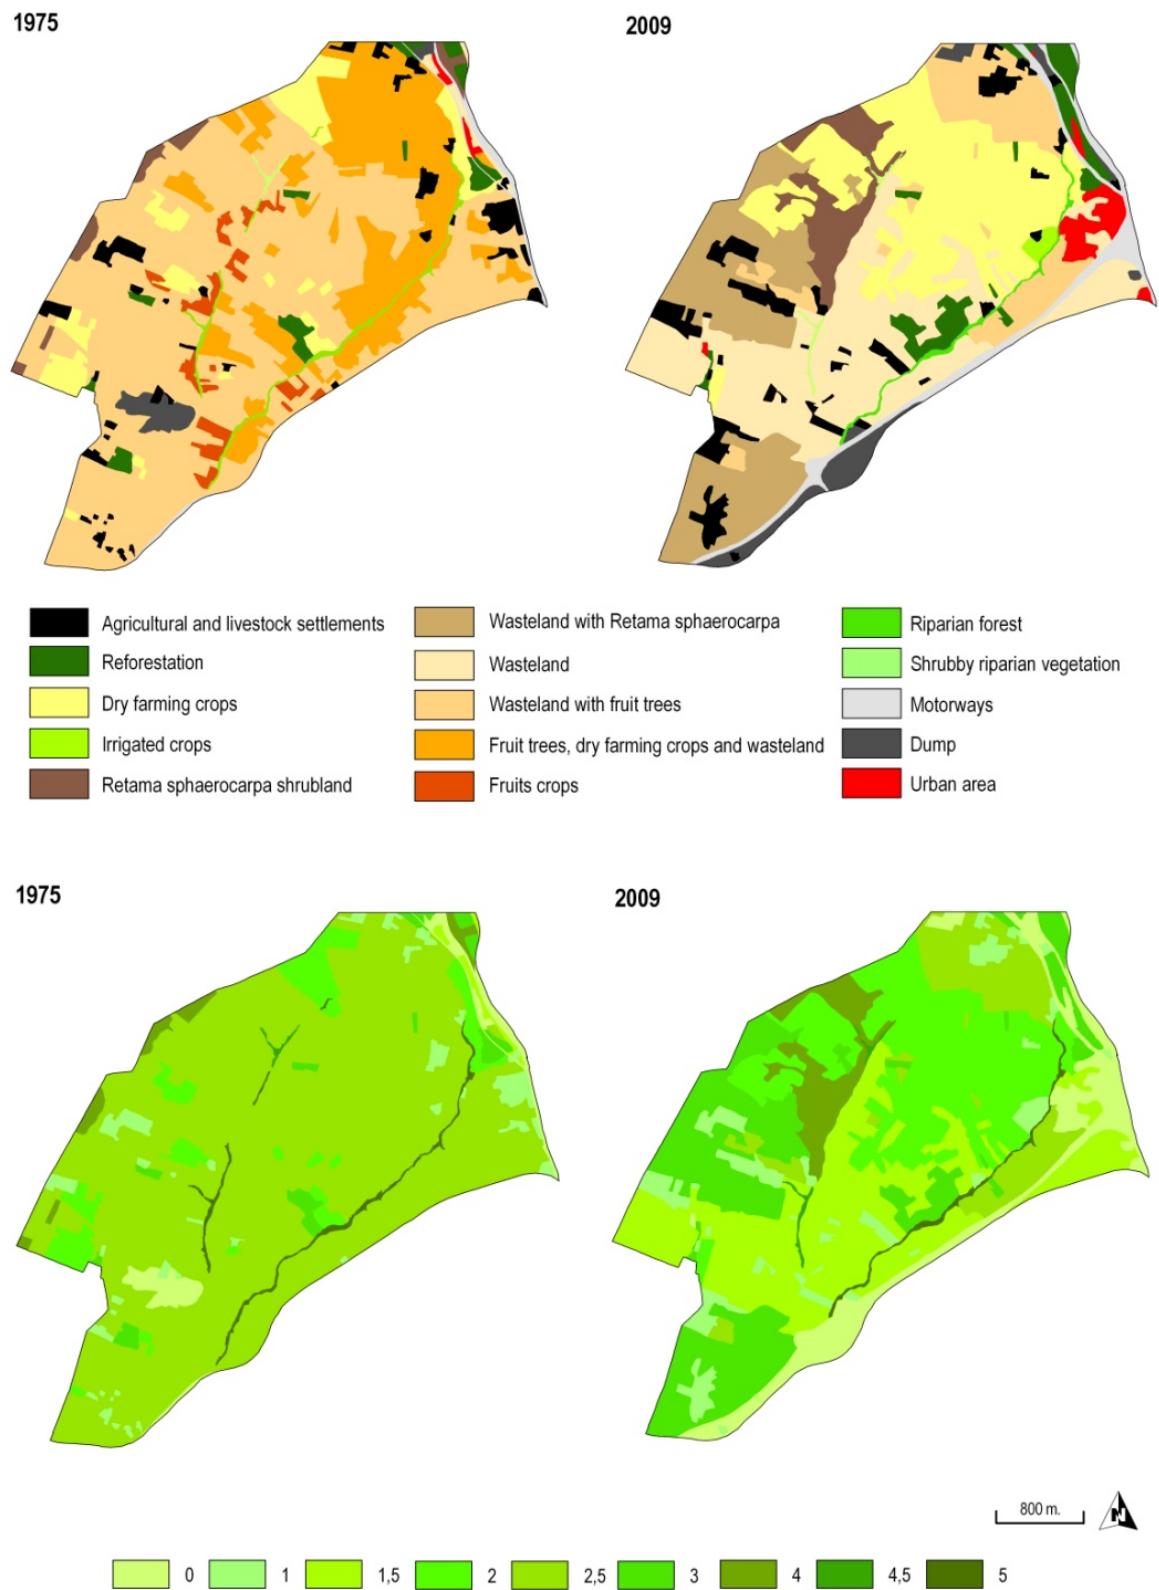 1975 2009
Agricultural and livestock settlements Wasteland with Retama sphaerocarpa Riparian forest
Reforestation Wasteland Shrubby riparian vegetation
Dry farming crops Wasteland with fruit trees Motorways
Irrigated crops Fruit trees, dry farming crops and wasteland Dump
Retama sphaerocarpa shrubland Fruits crops Urban area
1975 2009
800 m. N
0 1 1,5 2 2,5 3 4 4,5 5